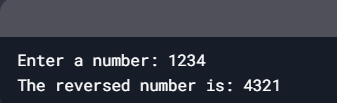 Enter a number: 1234
The reversed number is: 4321